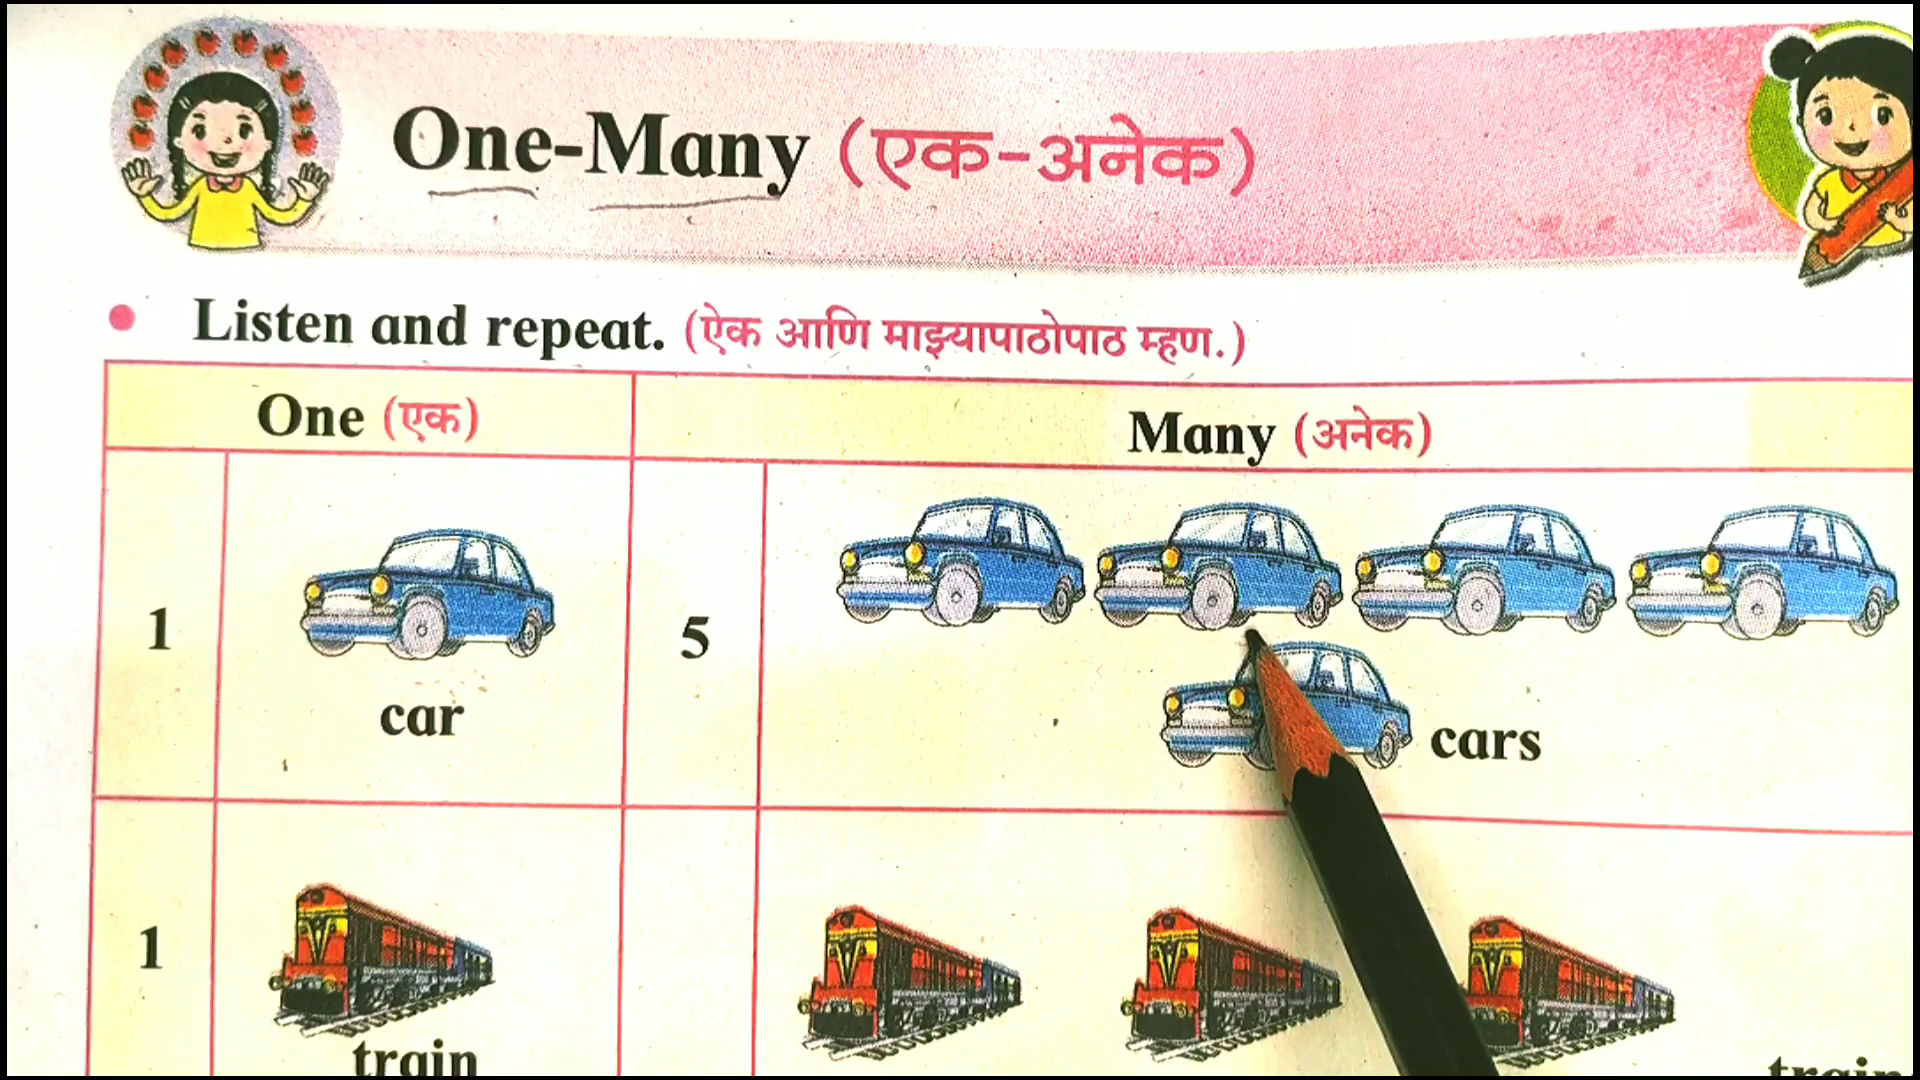 One-Many (एक-अनेक)
Listen and repeat. (ऐक आणि माझ्यापाठोपाठ म्हण.)
One (एक)
Many (अनेक)
1
car
5
cars
1
train